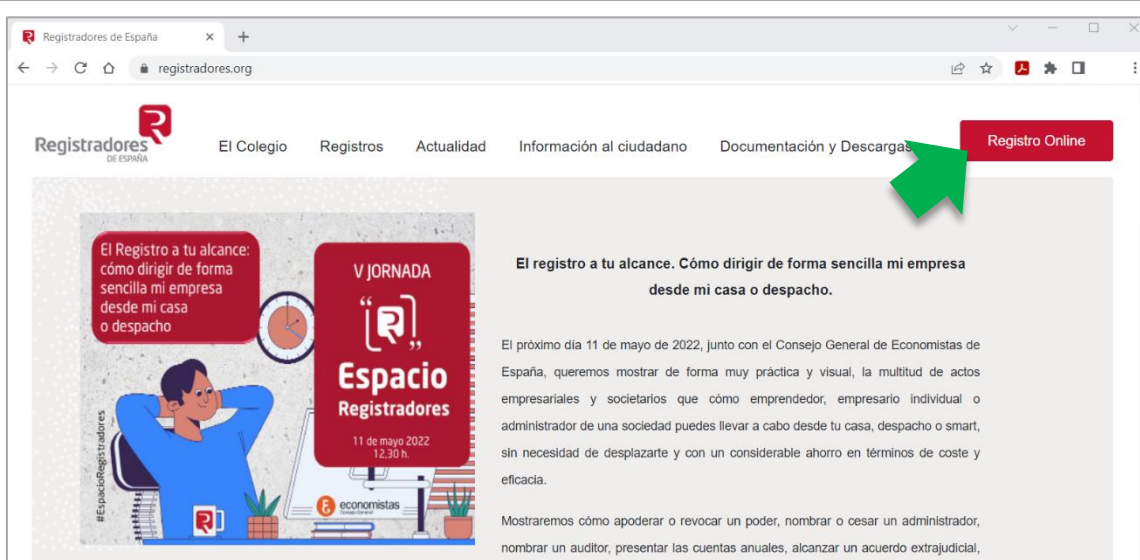 Registradores de España
registradores.org
Registradores
DE ESPAÑA
El Colegio
Registros
Actualidad
Información al ciudadano
Documentación y Descargas
Registro Online
El Registro a tu alcance:
cómo dirigir de forma
sencilla mi empresa
desde mi casa
o despacho
V JORNADA
Espacio
Registradores
11 de mayo 2022
12,30 h.
#EspacioRegistradores
economistas
Consejo General
El registro a tu alcance. Cómo dirigir de forma sencilla mi empresa
desde mi casa o despacho.
El próximo día 11 de mayo de 2022, junto con el Consejo General de Economistas de
España, queremos mostrar de forma muy práctica y visual, la multitud de actos
empresariales y societarios que cómo emprendedor, empresario individual o
administrador de una sociedad puedes llevar a cabo desde tu casa, despacho o smart,
sin necesidad de desplazarte y con un considerable ahorro en términos de coste y
eficacia.
Mostraremos cómo apoderar o revocar un poder, nombrar o cesar un administrador,
nombrar un auditor, presentar las cuentas anuales, alcanzar un acuerdo extrajudicial,